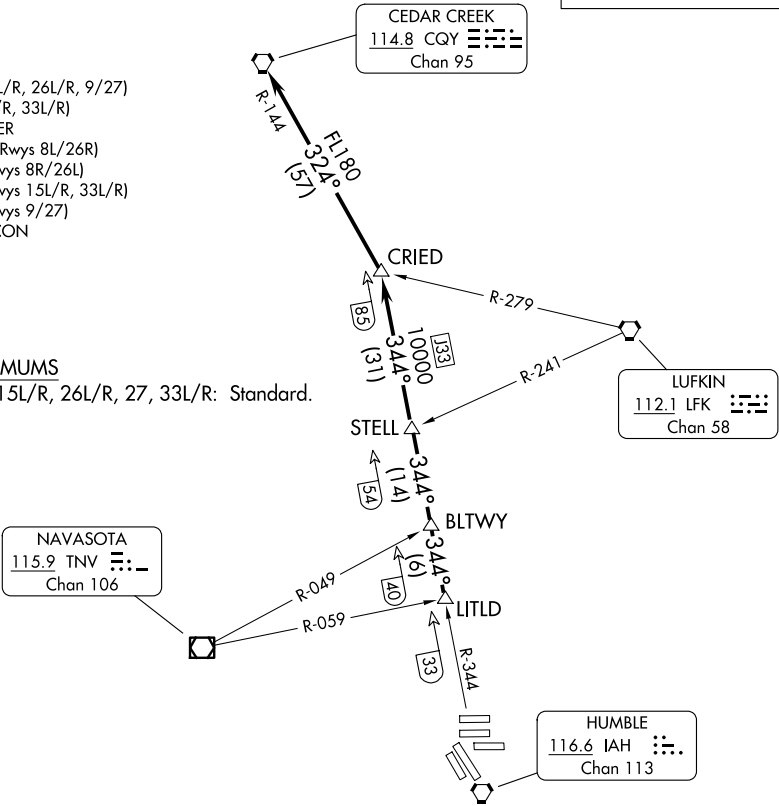 CEDAR CREEK
114.8 CQY
Chan 95
L/R, 26L/R, 9/27)
/R, 33L/R)
ER
Rwys 8L/26R)
wys 8R/26L)
wys 15L/R, 33L/R)
wys 9/27)
CON
R-144
FL180
324°
(57)
CRIED
R-279
85
10000
344°
(31)
J33
R-241
LUFKIN
112.1 LFK
Chan 58
MUMS
15L/R, 26L/R, 27, 33L/R: Standard.
STELL
344°
(14)
54
BLTWY
NAVASOTA
115.9 TNV
Chan 106
R-049
40
344°
(6)
LITLD
R-059
33
R-344
HUMBLE
116.6 IAH
Chan 113